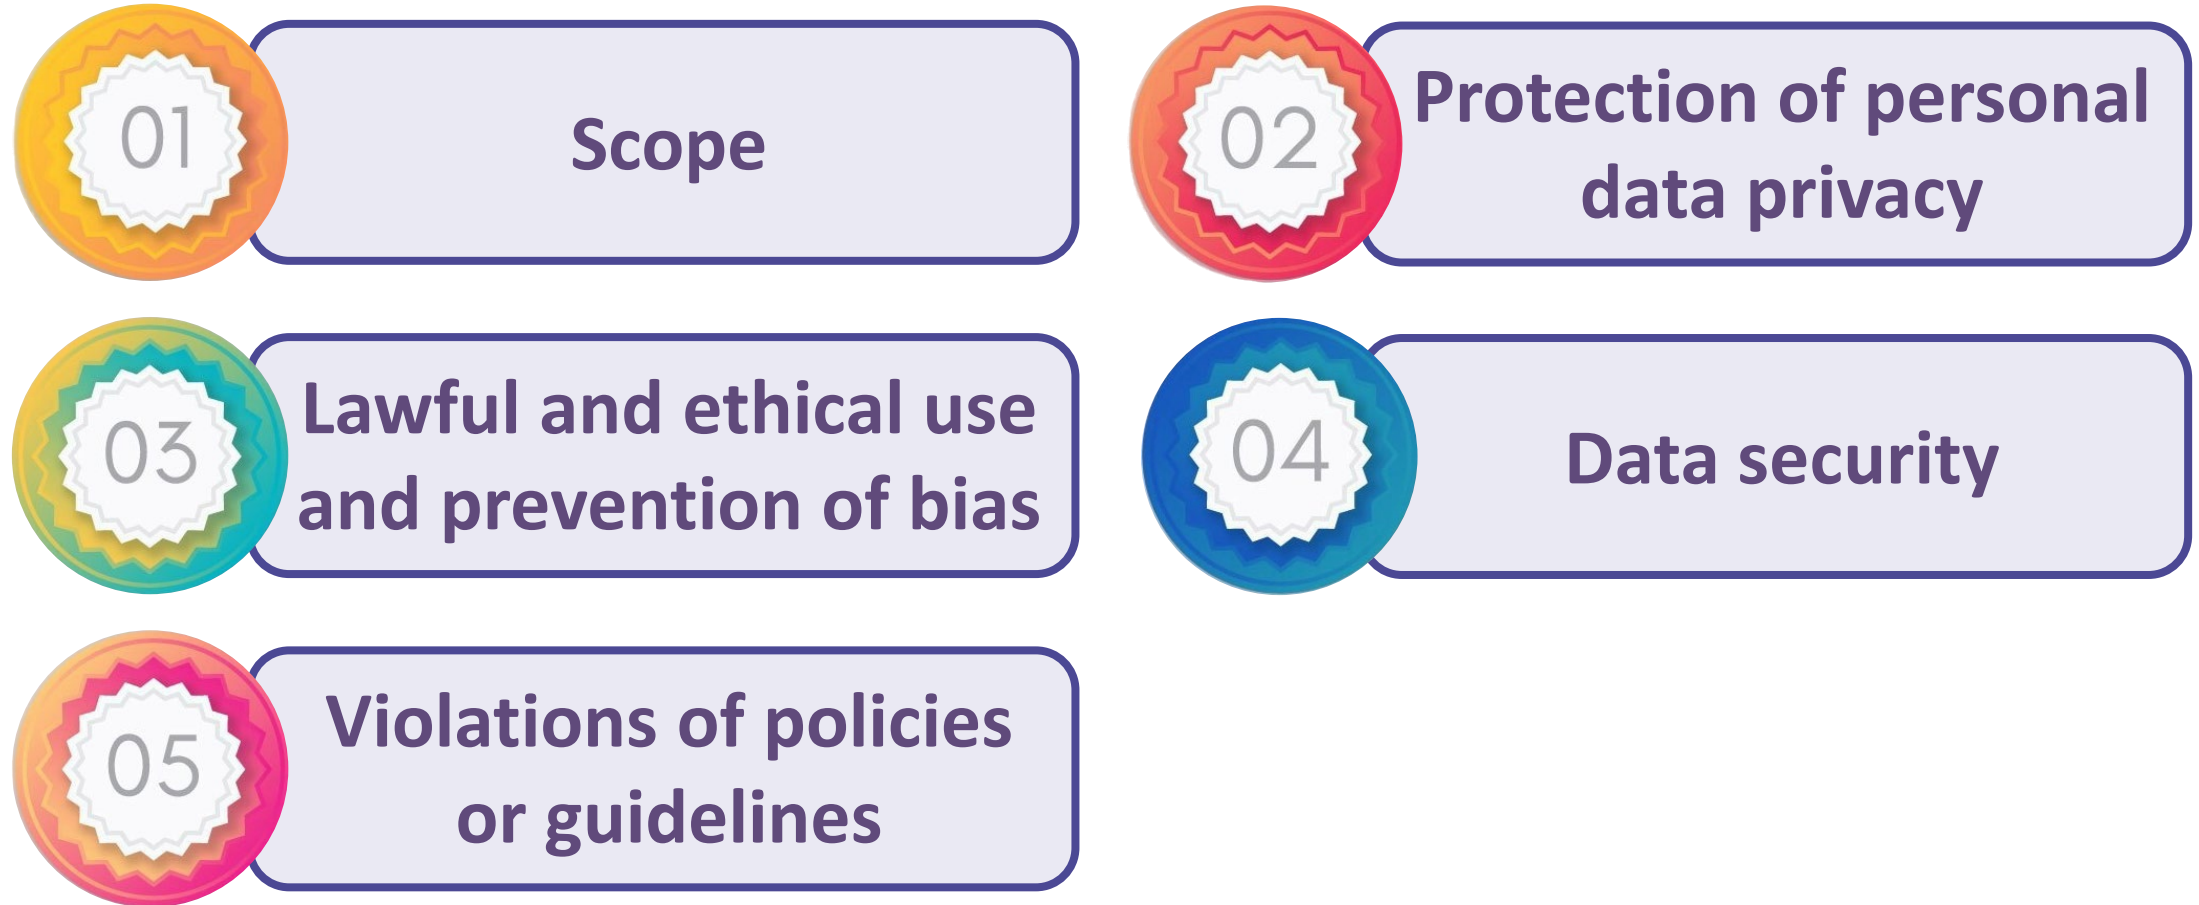 01
Scope
02
Protection of personal
data privacy
03
Lawful and ethical use
and prevention of bias
04
Data security
05
Violations of policies
or guidelines